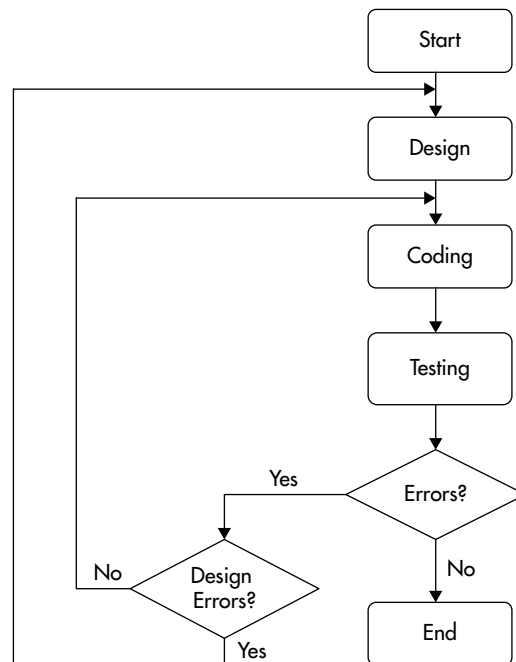 Start
Design
Coding
Testing
Errors?
Yes
No
Design
Errors?
No
Yes
End